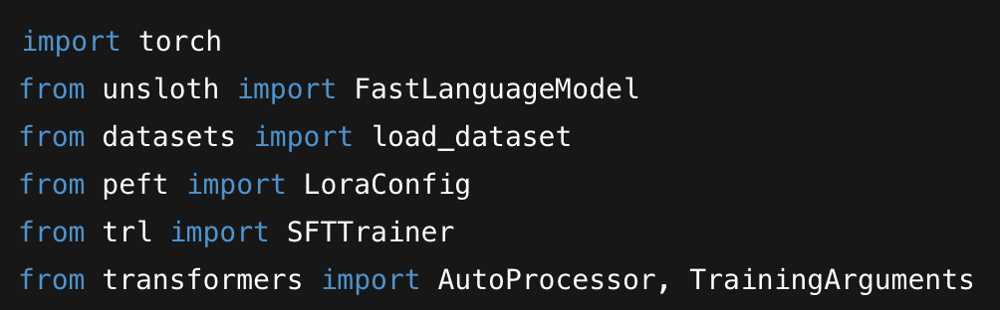 import torch
from unsloth import FastLanguageModel
from datasets import load_dataset
from peft import LoraConfig
from trl import SFTTrainer
from transformers import AutoProcessor, TrainingArguments